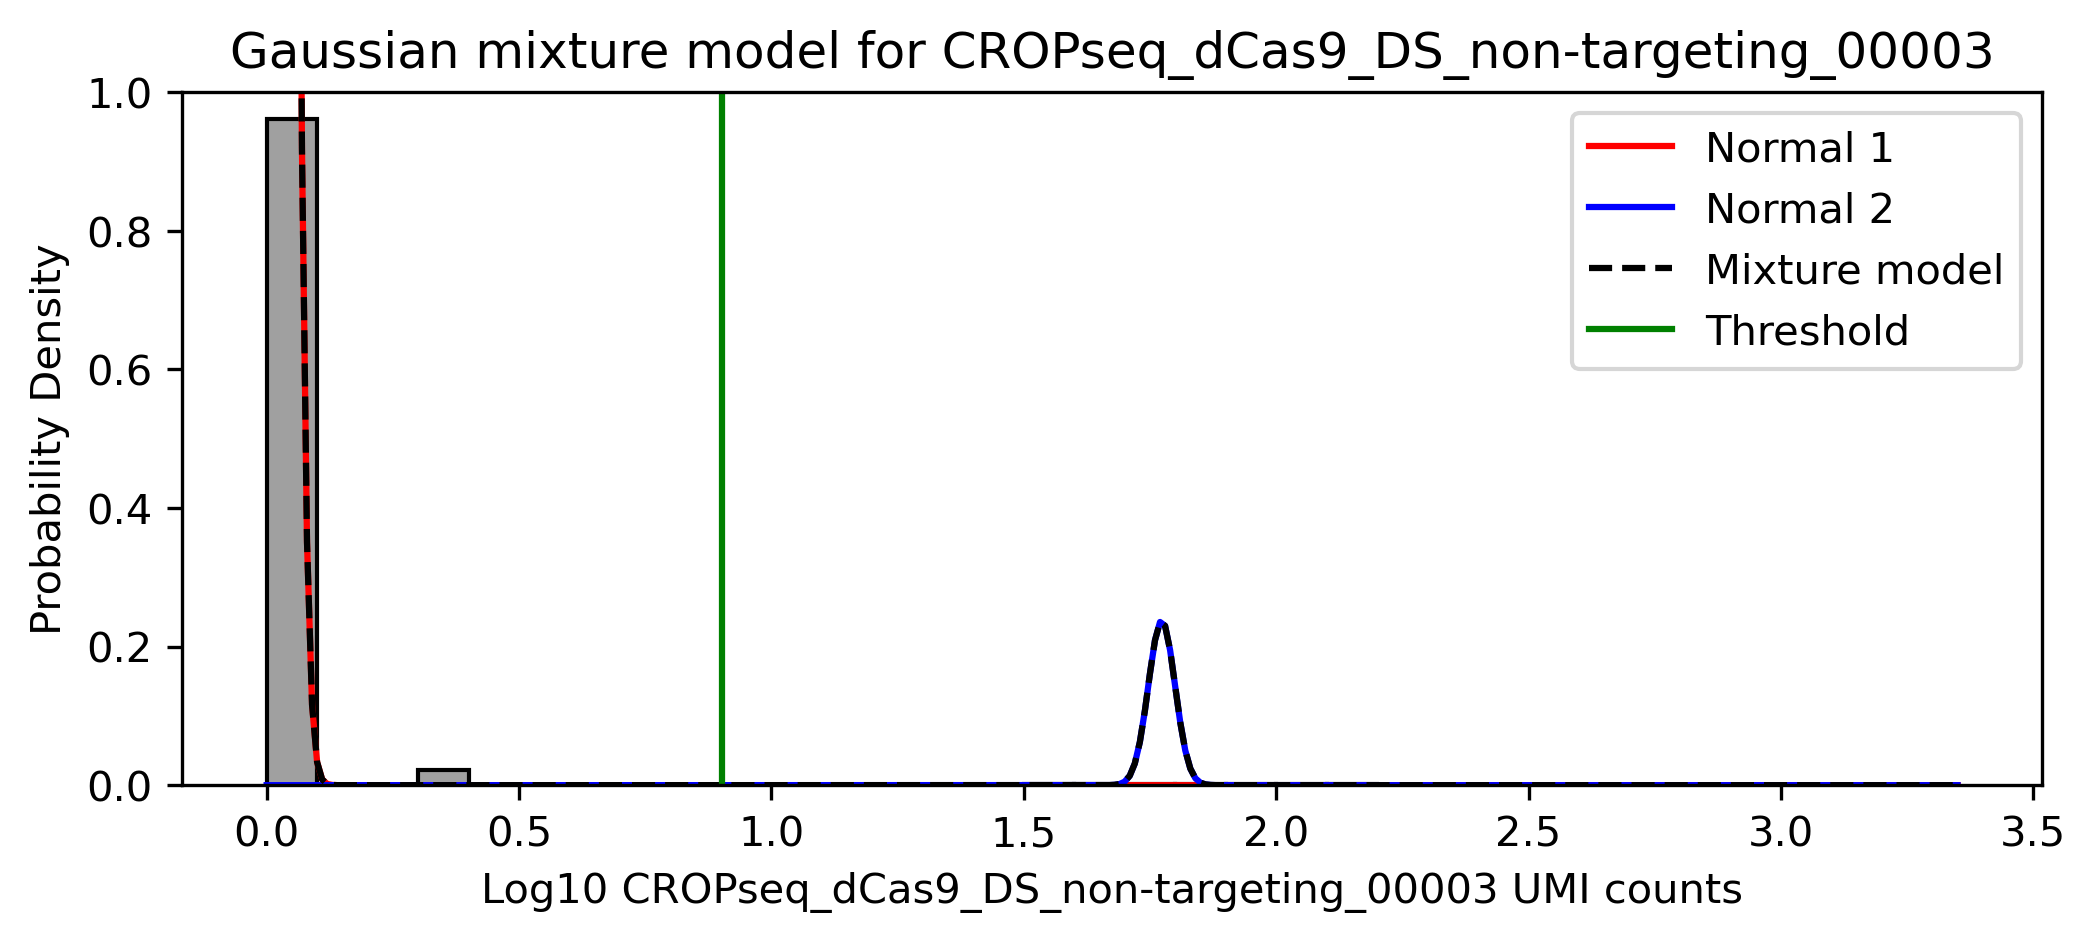 Gaussian mixture model for CROPseq_dCas9_DS_non-targeting_00003
1.0
0.8
0.6
0.4
0.2
0.0
Probability Density
Normal 1
Normal 2
Mixture model
Threshold
0.0 0.5 1.0 1.5 2.0 2.5 3.0 3.5
Log10 CROPseq_dCas9_DS_non-targeting_00003 UMI counts